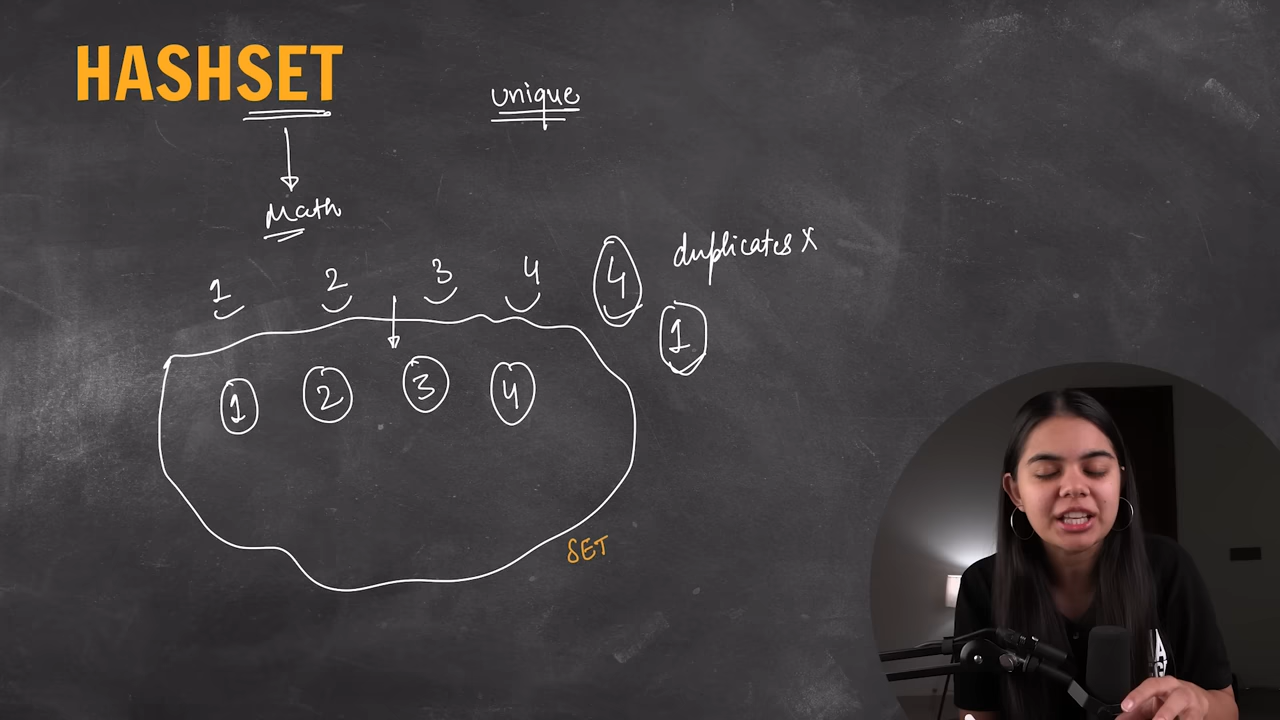 HASHSET
unique
Math
1 2 3 4 4 duplicates X
1
1 2 3 4
SET